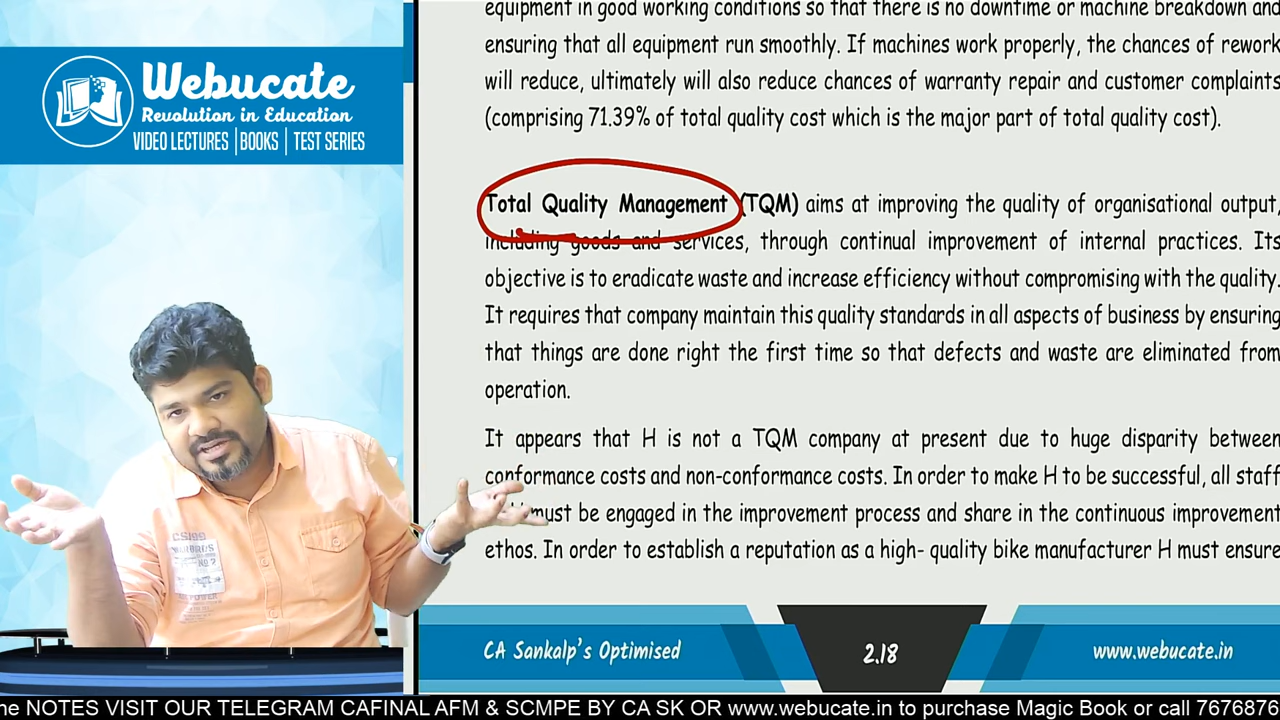 Webucate
Revolution in Education
VIDEO LECTURES | BOOKS | TEST SERIES
equipment in good working conditions so that there is no downtime or machine breakdown and
ensuring that all equipment run smoothly. If machines work properly, the chances of rework
will reduce, ultimately will also reduce chances of warranty repair and customer complaints
(comprising 71.39% of total quality cost which is the major part of total quality cost).
Total Quality Management (TQM) aims at improving the quality of organisational output,
including goods and services, through continual improvement of internal practices. Its
objective is to eradicate waste and increase efficiency without compromising with the quality.
It requires that company maintain this quality standards in all aspects of business by ensuring
that things are done right the first time so that defects and waste are eliminated from
operation.
It appears that H is not a TQM company at present due to huge disparity between
conformance costs and non-conformance costs. In order to make H to be successful, all staff
must be engaged in the improvement process and share in the continuous improvement
ethos. In order to establish a reputation as a high- quality bike manufacturer H must ensure
CA Sankalp's Optimised
2.18
www.webucate.in
NOTES VISIT OUR TELEGRAM CAFINAL AFM & SCMPE BY CA SK OR www.webucate.in to purchase Magic Book or call 7676876